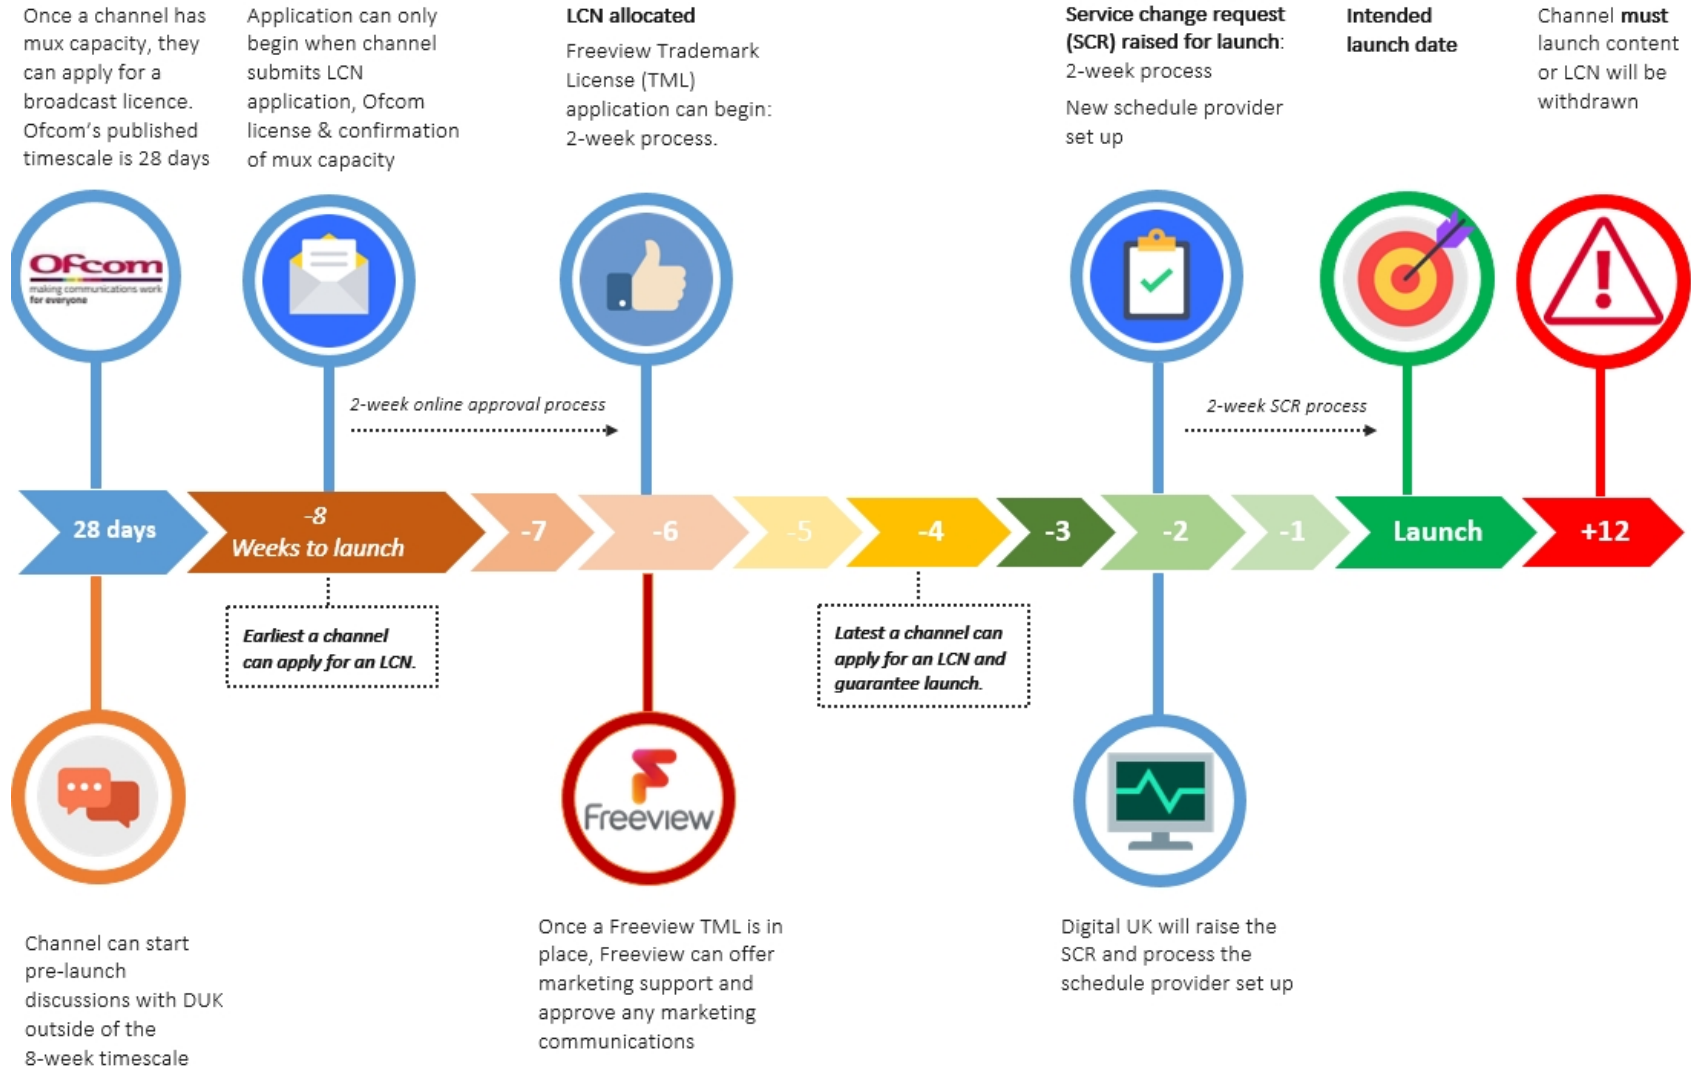 Once a channel has
mux capacity, they
can apply for a
broadcast licence.
Ofcom's published
timescale is 28 days
Application can only
begin when channel
submits LCN
application, Ofcom
license & confirmation
of mux capacity
LCN allocated
Freeview Trademark
License (TML)
application can begin:
2-week process.
Service change request
(SCR) raised for launch:
2-week process
New schedule provider
set up
Intended
launch date
Channel must
launch content
or LCN will be
withdrawn
Ofcom
making communications work
for everyone
2-week online approval process
2-week SCR process
28 days
-8
Weeks to launch
-7
-6
-5
-4
-3
-2
-1
Launch
+12
Earliest a channel
can apply for an LCN.
Latest a channel can
apply for an LCN and
guarantee launch.
Freeview
Channel can start
pre-launch
discussions with DUK
outside of the
8-week timescale
Once a Freeview TML is in
place, Freeview can offer
marketing support and
approve any marketing
communications
Digital UK will raise the
SCR and process the
schedule provider set up